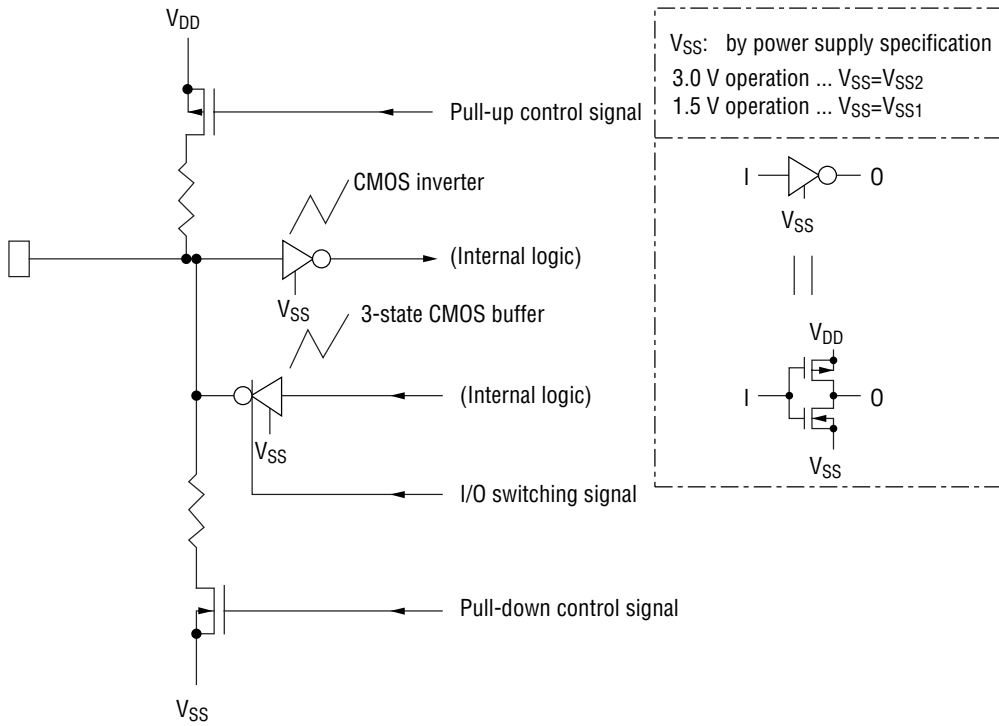 VDD
Pull-up control signal
CMOS inverter
(Internal logic)
VSS
3-state CMOS buffer
(Internal logic)
VSS
I/O switching signal
Pull-down control signal
VSS
VSS: by power supply specification
3.0 V operation ... VSS=VSS2
1.5 V operation ... VSS=VSS1
I O
VSS
VDD
I O
VSS